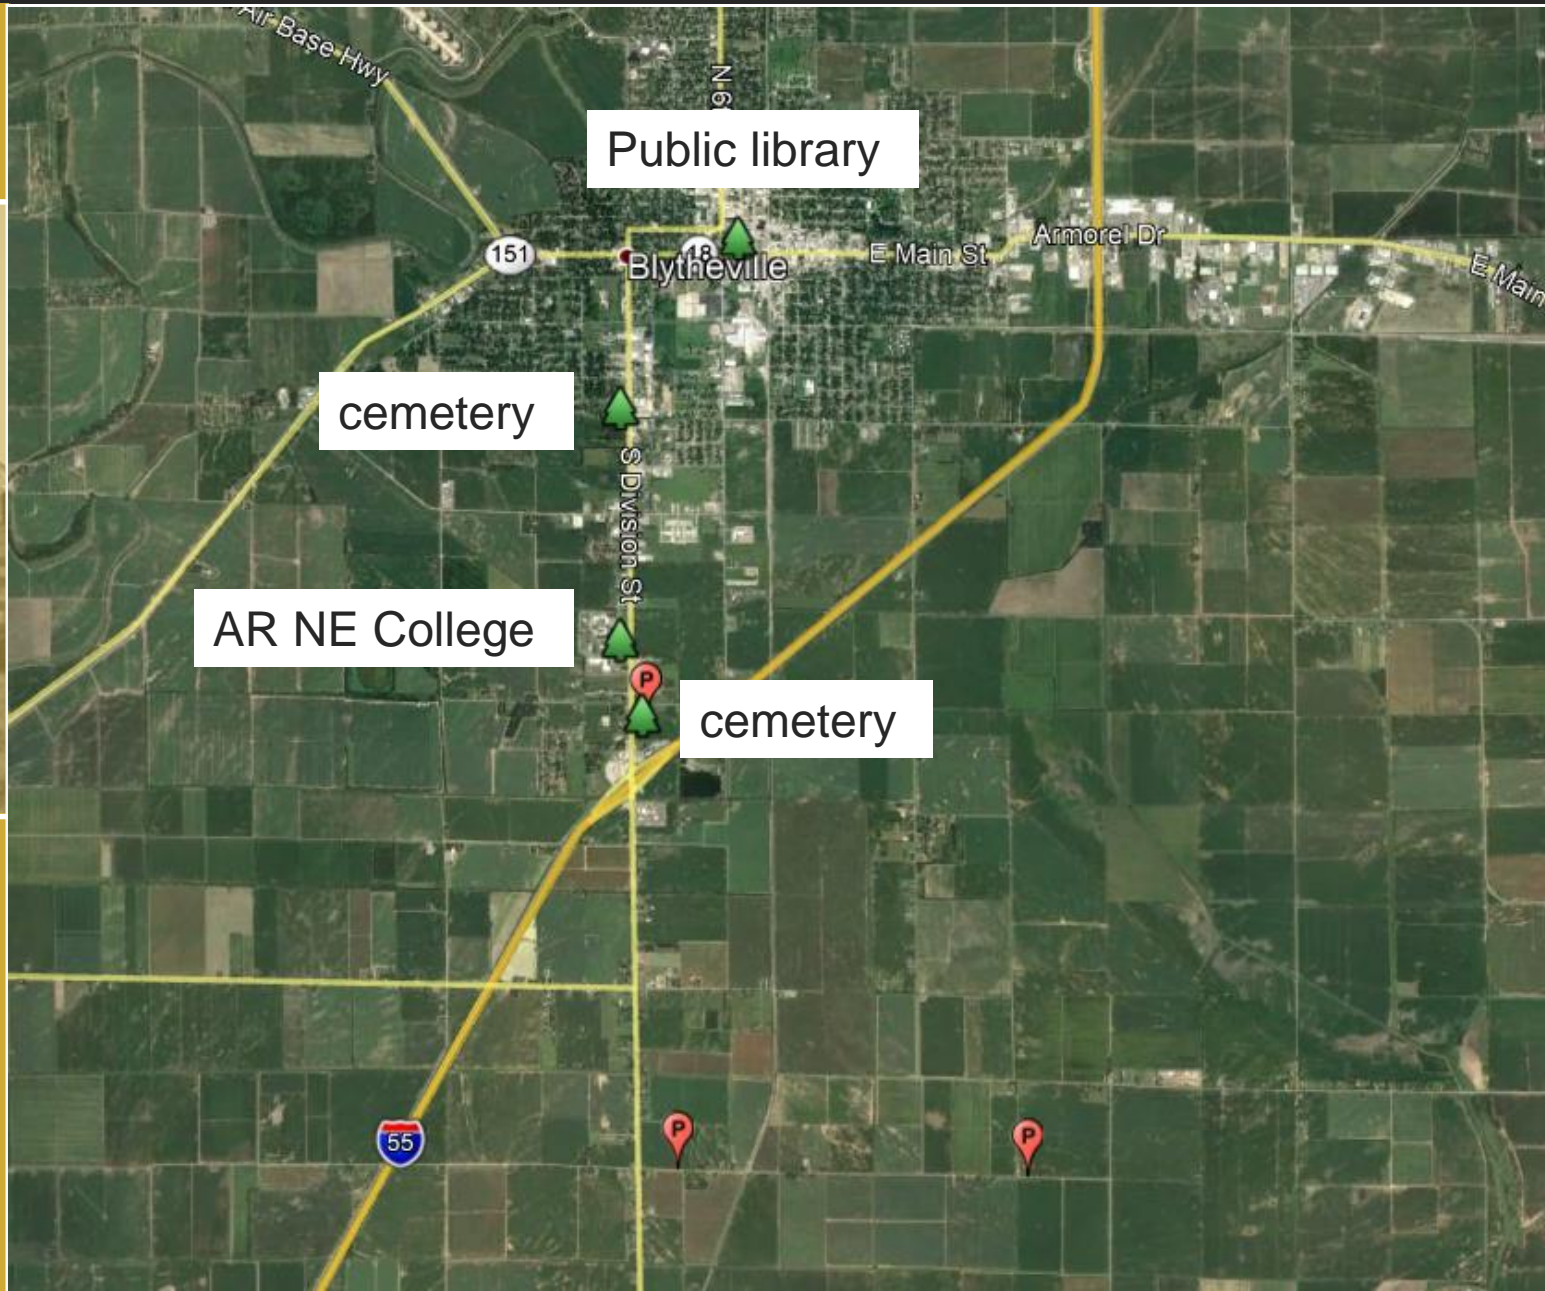 Air Base Hwy
N 6
Public library
151
18
Blytheville
E Main St
Armorel Dr
E Main
cemetery
S Division St
AR NE College
P
cemetery
55
P
P